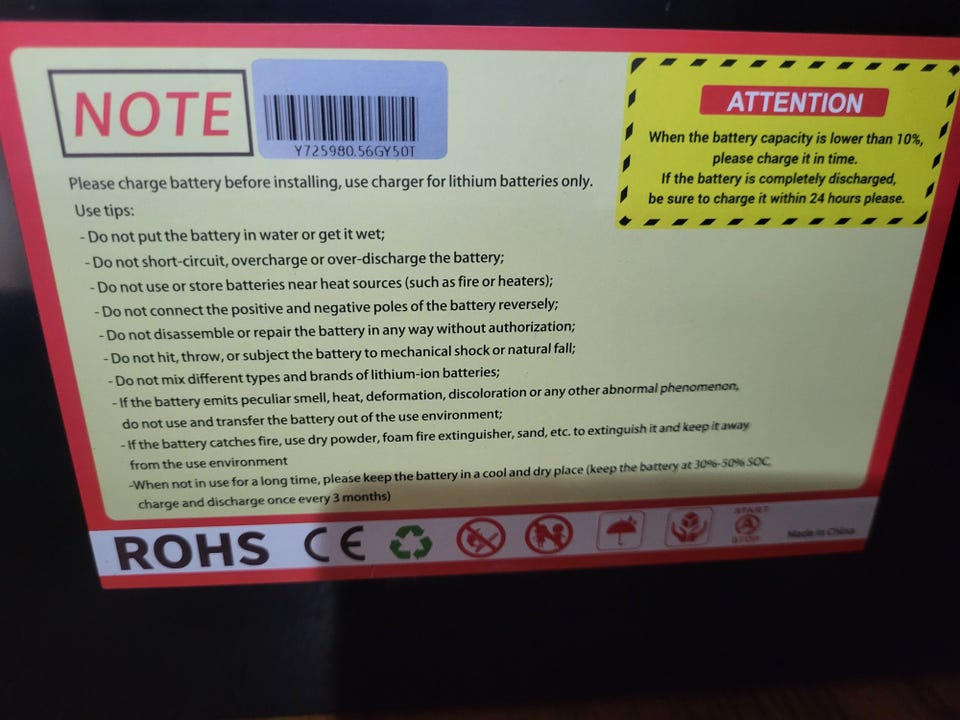 NOTE
Y725980.56GY50T
ATTENTION
When the battery capacity is lower than 10%,
please charge it in time.
If the battery is completely discharged,
be sure to charge it within 24 hours please.
Please charge battery before installing, use charger for lithium batteries only.
Use tips:
- Do not put the battery in water or get it wet;
- Do not short-circuit, overcharge or over-discharge the battery;
- Do not use or store batteries near heat sources (such as fire or heaters);
- Do not connect the positive and negative poles of the battery reversely;
- Do not disassemble or repair the battery in any way without authorization;
- Do not hit, throw, or subject the battery to mechanical shock or natural fall;
- Do not mix different types and brands of lithium-ion batteries;
- If the battery emits peculiar smell, heat, deformation, discoloration or any other abnormal phenomenon,
do not use and transfer the battery out of the use environment;
- If the battery catches fire, use dry powder, foam fire extinguisher, sand, etc. to extinguish it and keep it away
from the use environment
-When not in use for a long time, please keep the battery in a cool and dry place (keep the battery at 30%-50% SOC,
charge and discharge once every 3 months)
ROHS CE START
A
STOP
Made in China